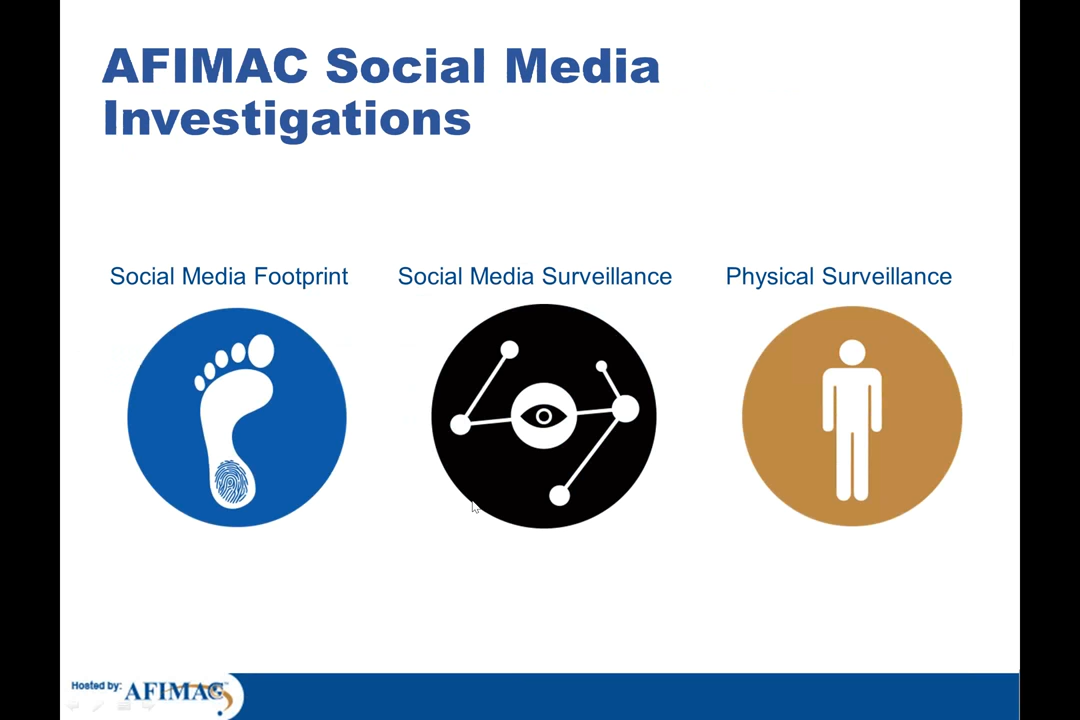 AFIMAC Social Media
Investigations
Social Media Footprint
Social Media Surveillance
Physical Surveillance
Hosted by:
AFIMAC